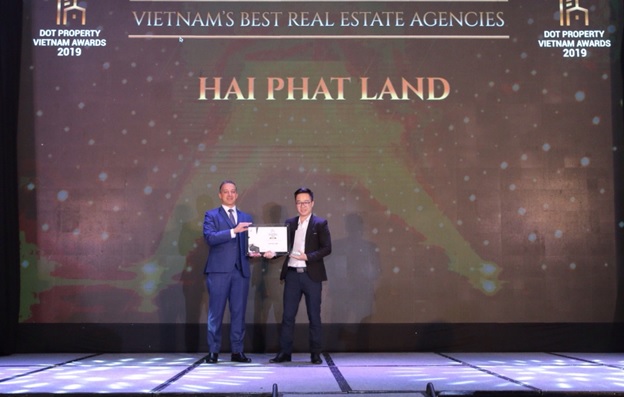 VIETNAM'S BEST REAL ESTATE AGENCIES
DOT PROPERTY
VIETNAM AWARDS
2019
DOT PROPERTY
VIETNAM AWARDS
2019
HAI PHAT LAND